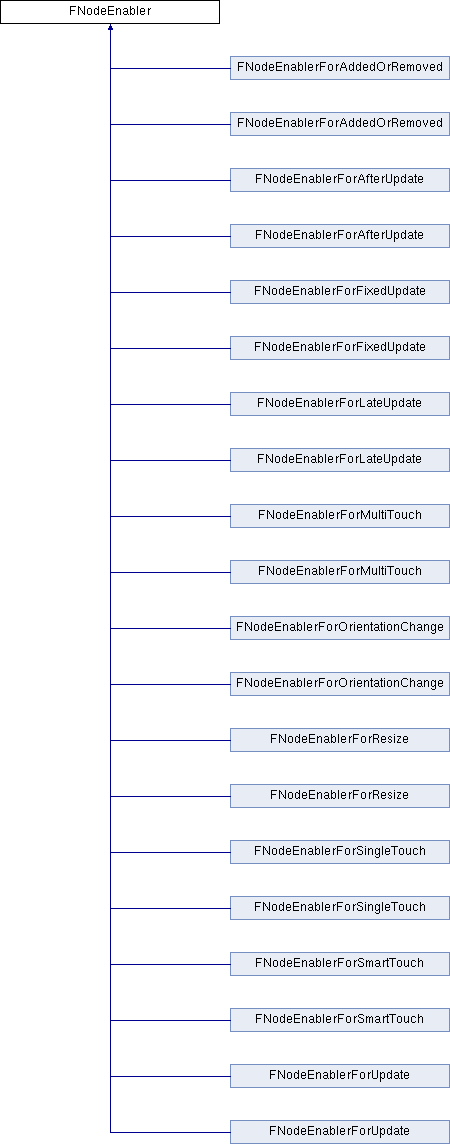 FNodeEnabler
FNodeEnablerForAddedOrRemoved
FNodeEnablerForAddedOrRemoved
FNodeEnablerForAfterUpdate
FNodeEnablerForAfterUpdate
FNodeEnablerForFixedUpdate
FNodeEnablerForFixedUpdate
FNodeEnablerForLateUpdate
FNodeEnablerForLateUpdate
FNodeEnablerForMultiTouch
FNodeEnablerForMultiTouch
FNodeEnablerForOrientationChange
FNodeEnablerForOrientationChange
FNodeEnablerForResize
FNodeEnablerForResize
FNodeEnablerForSingleTouch
FNodeEnablerForSingleTouch
FNodeEnablerForSmartTouch
FNodeEnablerForSmartTouch
FNodeEnablerForUpdate
FNodeEnablerForUpdate